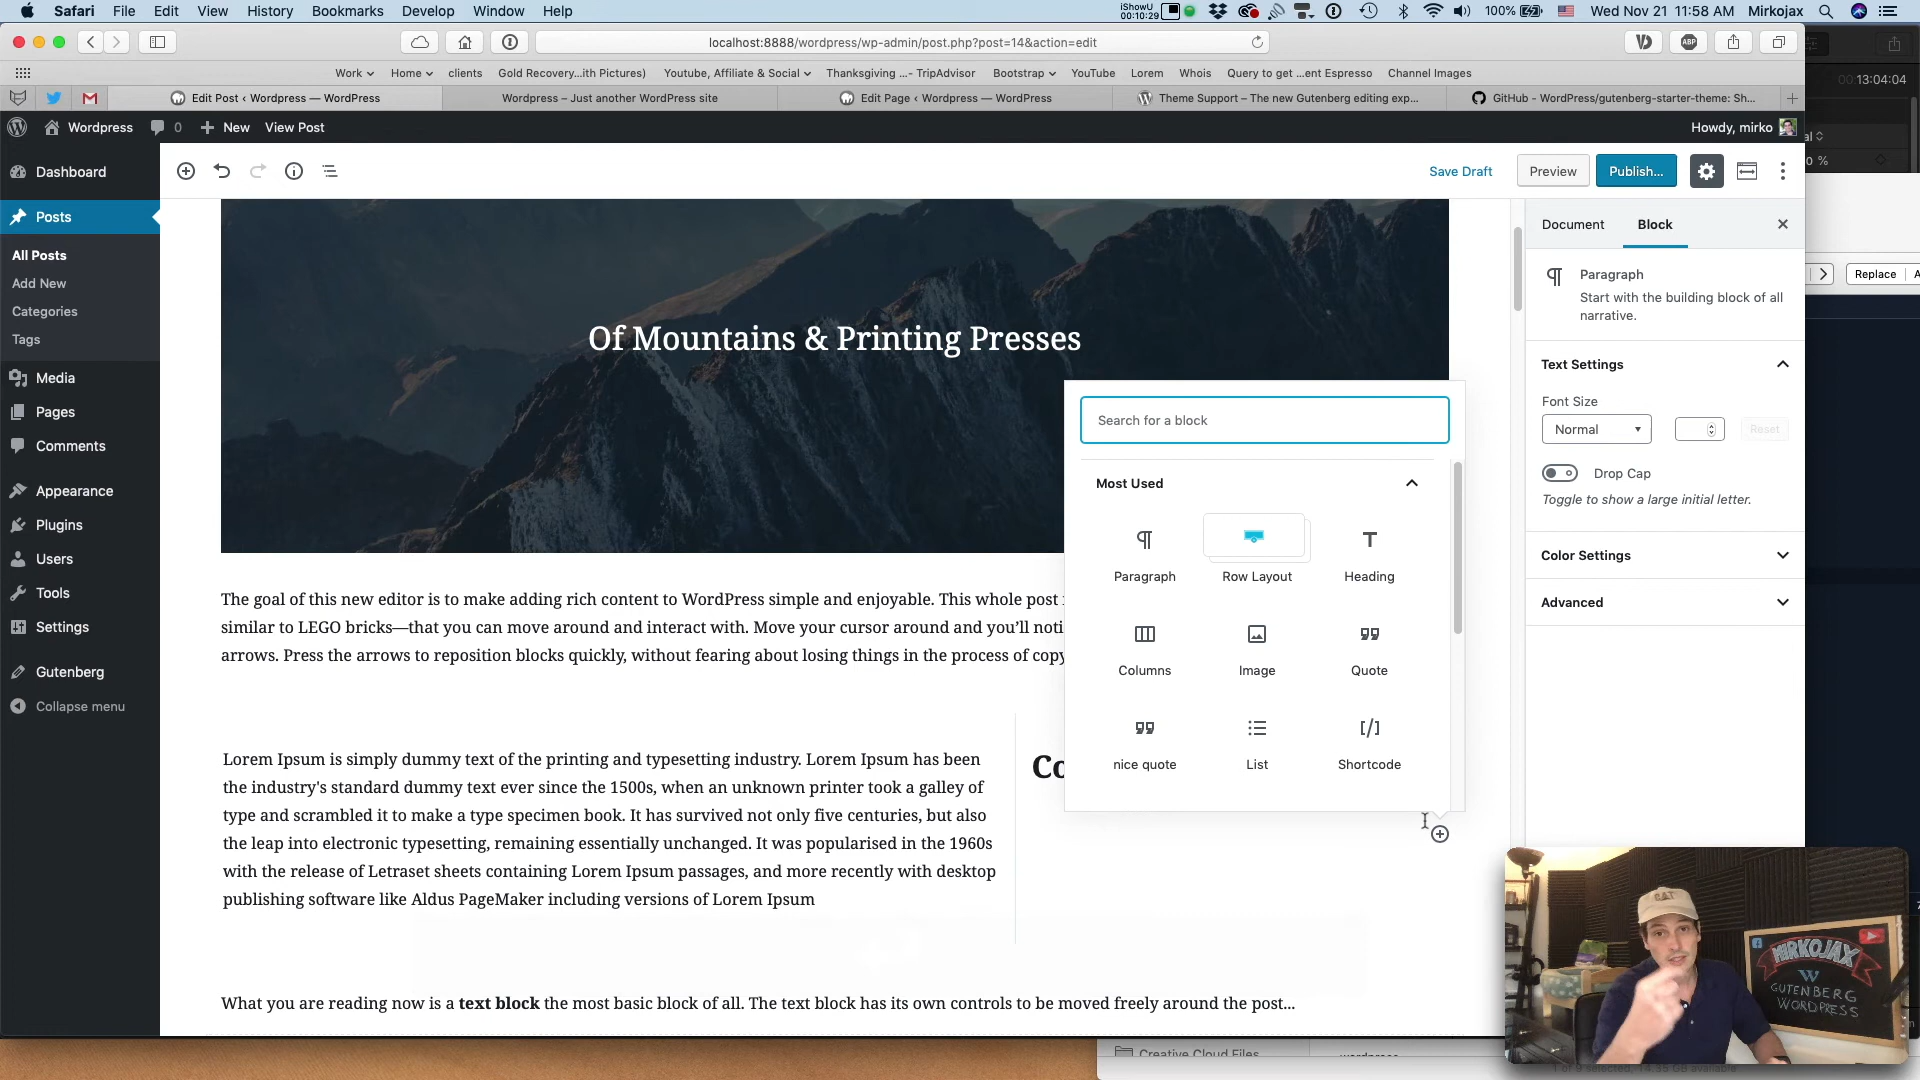 Safari File Edit View History Bookmarks Develop Window Help
iShowU
00:10:29
100% Wed Nov 21 11:58 AM Mirkojax
localhost:8888/wordpress/wp-admin/post.php?post=14&action=edit
ABP
Work Home clients Gold Recovery...ith Pictures) Youtube, Affiliate & Social Thanksgiving ...- TripAdvisor Bootstrap YouTube Lorem Whois Query to get ...ent Espresso Channel Images
Edit Post ‹ Wordpress — WordPress
Wordpress – Just another WordPress site
Edit Page ‹ Wordpress — WordPress
Theme Support – The new Gutenberg editing exp...
GitHub - WordPress/gutenberg-starter-theme: Sh...
00:13:04:04
Wordpress 0 New View Post
Howdy, mirko
Dashboard
Posts
All Posts
Add New
Categories
Tags
Media
Pages
Comments
Appearance
Plugins
Users
Tools
Settings
Gutenberg
Collapse menu
Save Draft Preview Publish...
Of Mountains & Printing Presses
The goal of this new editor is to make adding rich content to WordPress simple and enjoyable. This whole post
similar to LEGO bricks—that you can move around and interact with. Move your cursor around and you’ll noti
arrows. Press the arrows to reposition blocks quickly, without fearing about losing things in the process of copy
Lorem Ipsum is simply dummy text of the printing and typesetting industry. Lorem Ipsum has been
the industry's standard dummy text ever since the 1500s, when an unknown printer took a galley of
type and scrambled it to make a type specimen book. It has survived not only five centuries, but also
the leap into electronic typesetting, remaining essentially unchanged. It was popularised in the 1960s
with the release of Letraset sheets containing Lorem Ipsum passages, and more recently with desktop
publishing software like Aldus PageMaker including versions of Lorem Ipsum
Co
What you are reading now is a text block the most basic block of all. The text block has its own controls to be moved freely around the post...
Search for a block
Most Used
Paragraph
Row Layout
Heading
Columns
Image
Quote
nice quote
List
Shortcode
Document Block
Paragraph
Start with the building block of all
narrative.
Text Settings
Font Size
Normal
Reset
Drop Cap
Toggle to show a large initial letter.
Color Settings
Advanced
al
0 %
Replace A
Creative Cloud Files
wordpress
CAT
MIRKOJAX
GUTENBERG
WORDPRESS